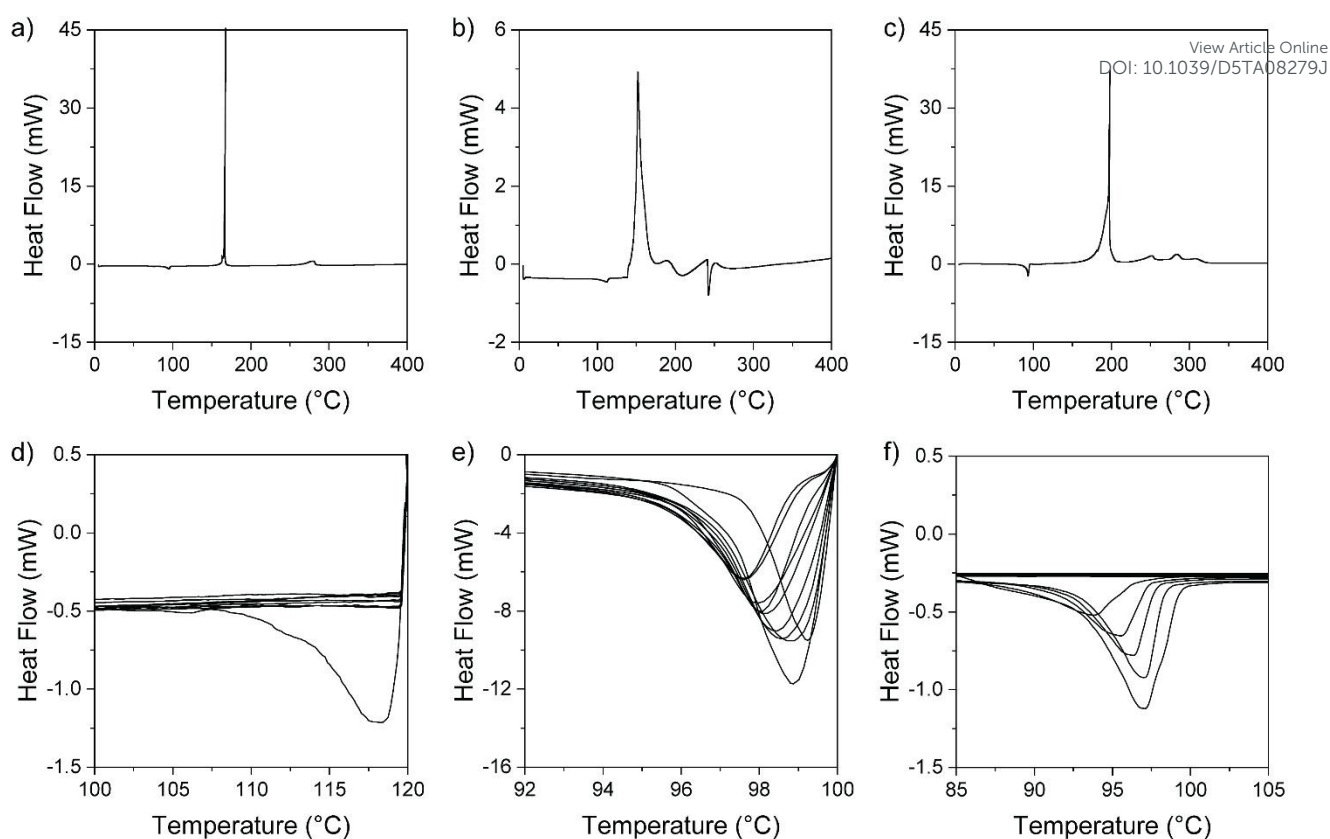 a)
45
30
15
0
-15
Heat Flow (mW)
0 100 200 300 400
Temperature (°C)
b)
6
4
2
0
-2
Heat Flow (mW)
0 100 200 300 400
Temperature (°C)
c)
View Article Online
DOI: 10.1039/D5TA08279J
45
30
15
0
-15
Heat Flow (mW)
0 100 200 300 400
Temperature (°C)
d)
0.5
0.0
-0.5
-1.0
-1.5
Heat Flow (mW)
100 105 110 115 120
Temperature (°C)
e)
0
-4
-8
-12
-16
Heat Flow (mW)
92 94 96 98 100
Temperature (°C)
f)
0.5
0.0
-0.5
-1.0
-1.5
Heat Flow (mW)
85 90 95 100 105
Temperature (°C)